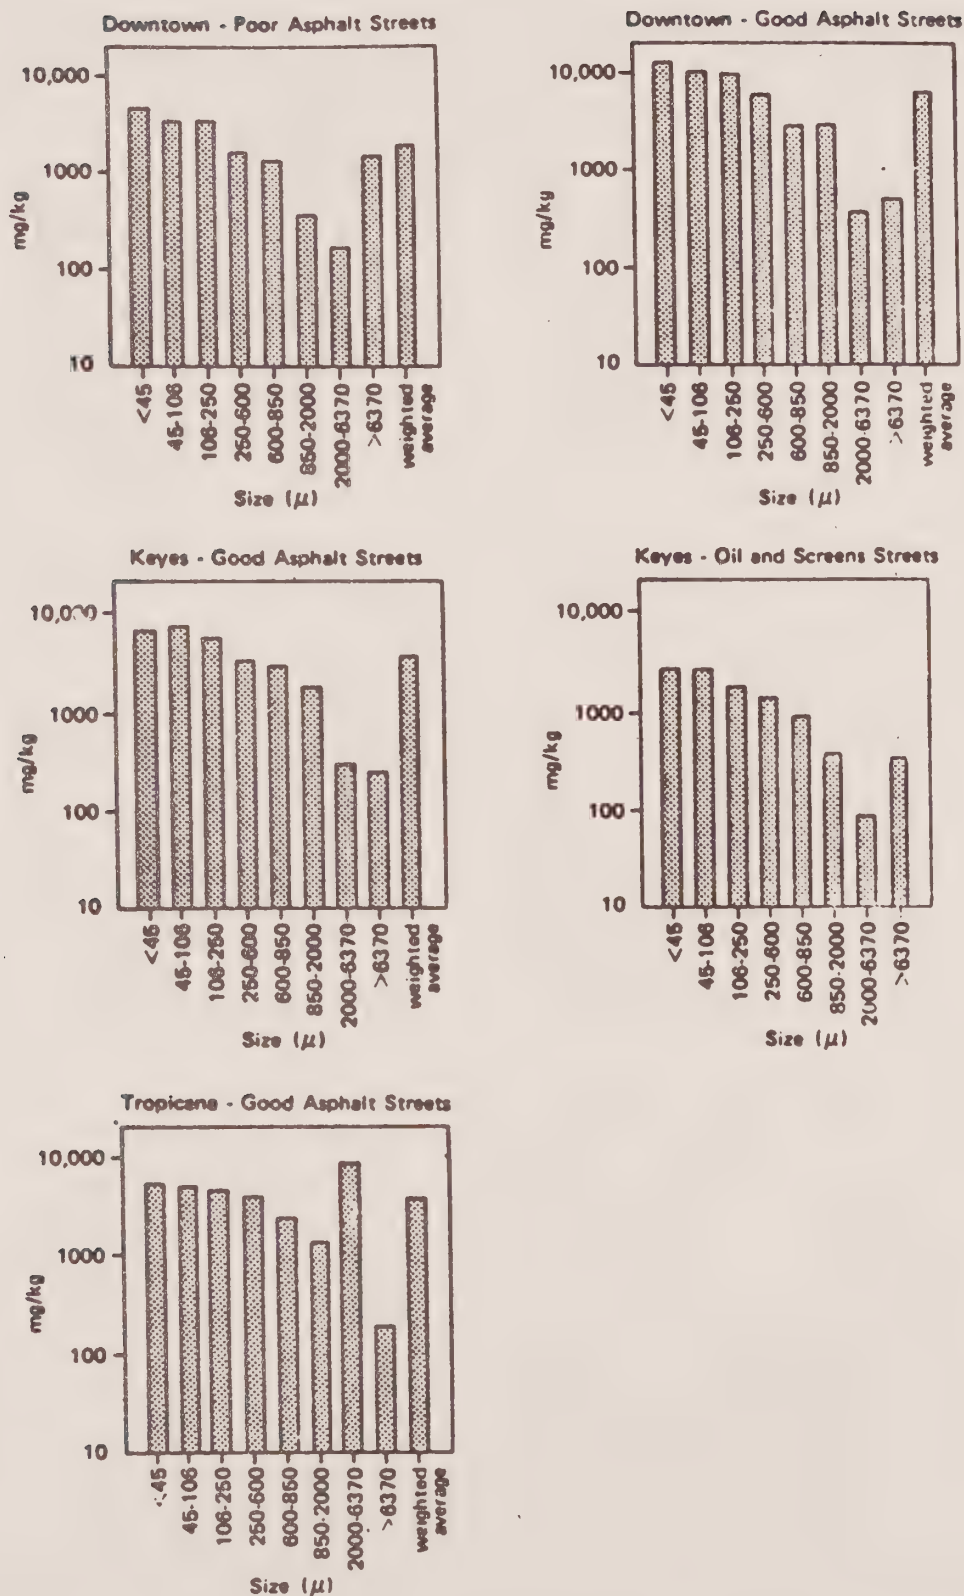 Downtown - Poor Asphalt Streets
10,000
1000
100
10
mg/kg
<45
45-106
106-250
250-600
600-850
850-2000
2000-6370
>6370
weighted
average
Size (μ)
Downtown - Good Asphalt Streets
10,000
1000
100
10
mg/kg
<45
45-106
106-250
250-600
600-850
850-2000
2000-6370
>6370
weighted
average
Size (μ)
Keyes - Good Asphalt Streets
10,000
1000
100
10
mg/kg
<45
45-106
106-250
250-600
600-850
850-2000
2000-6370
>6370
weighted
average
Size (μ)
Keyes - Oil and Screens Streets
10,000
1000
100
10
mg/kg
<45
45-106
106-250
250-600
600-850
850-2000
2000-6370
>6370
Size (μ)
Tropicana - Good Asphalt Streets
10,000
1000
100
10
mg/kg
<45
45-106
106-250
250-600
600-850
850-2000
2000-6370
>6370
weighted
average
Size (μ)